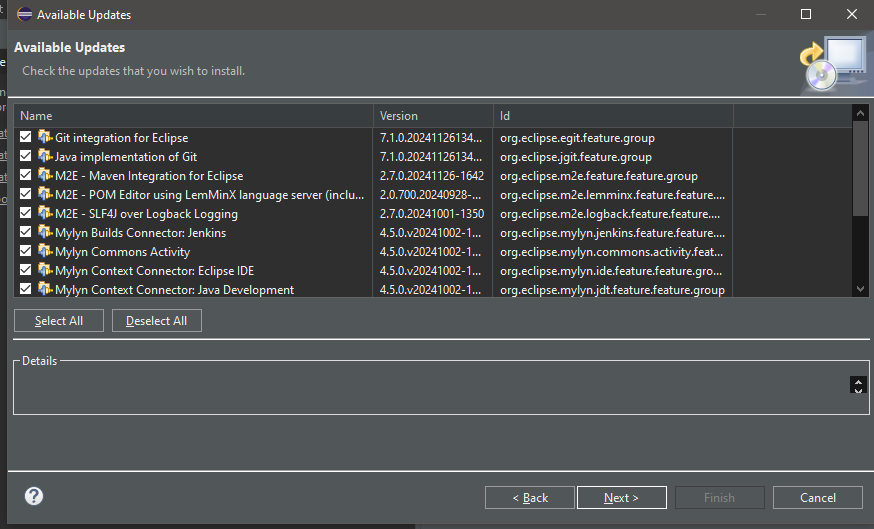 Available Updates
Available Updates
Check the updates that you wish to install.
Name Version Id
Git integration for Eclipse 7.1.0.20241126134... org.eclipse.egit.feature.group
Java implementation of Git 7.1.0.20241126134... org.eclipse.jgit.feature.group
M2E - Maven Integration for Eclipse 2.7.0.20241126-1642 org.eclipse.m2e.feature.feature.group
M2E - POM Editor using LemMinX language server (inclu... 2.0.700.20240928-... org.eclipse.m2e.lemminx.feature.feature....
M2E - SLF4J over Logback Logging 2.7.0.20241001-1350 org.eclipse.m2e.logback.feature.feature....
Mylyn Builds Connector: Jenkins 4.5.0.v20241002-1... org.eclipse.mylyn.jenkins.feature.feature....
Mylyn Commons Activity 4.5.0.v20241002-1... org.eclipse.mylyn.commons.activity.feat...
Mylyn Context Connector: Eclipse IDE 4.5.0.v20241002-1... org.eclipse.mylyn.ide.feature.feature.gro...
Mylyn Context Connector: Java Development 4.5.0.v20241002-1... org.eclipse.mylyn.jdt.feature.feature.group
Select All Deselect All
Details
< Back Next > Finish Cancel